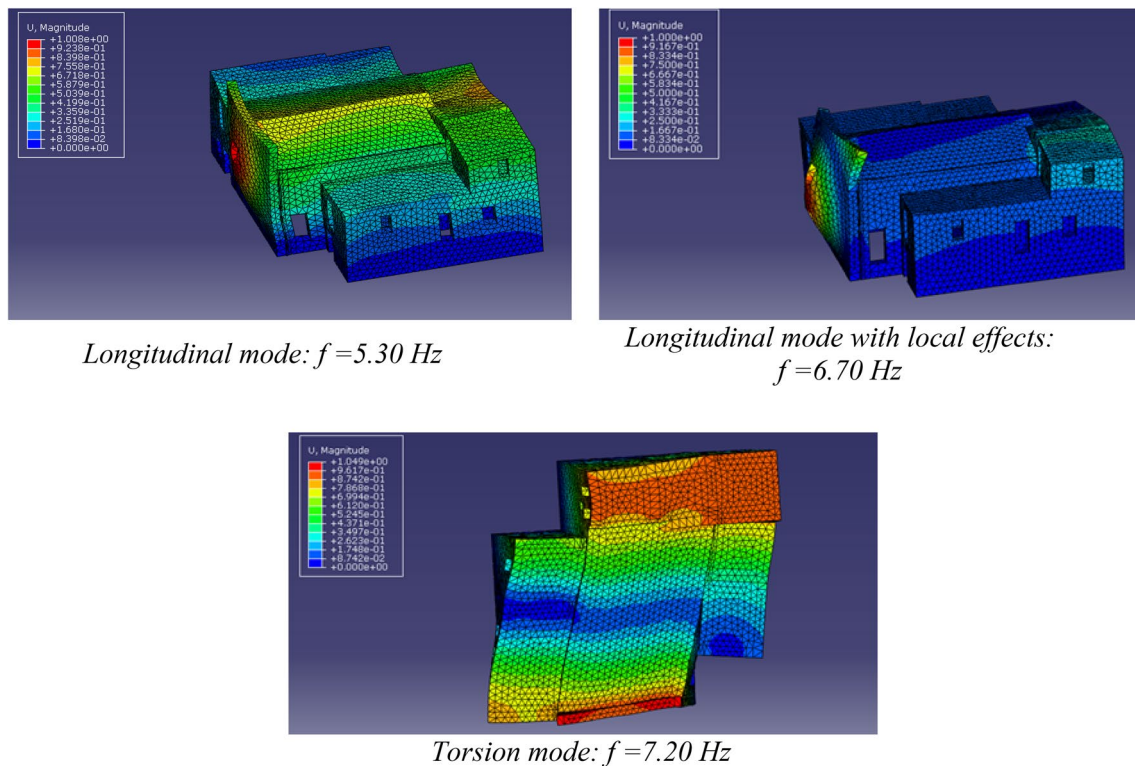 U, Magnitude
+1.008e+00
+9.238e-01
+8.398e-01
+7.558e-01
+6.718e-01
+5.879e-01
+5.039e-01
+4.199e-01
+3.359e-01
+2.519e-01
+1.680e-01
+8.398e-02
+0.000e+00
Longitudinal mode: f =5.30 Hz
U, Magnitude
+1.000e+00
+9.167e-01
+8.334e-01
+7.500e-01
+6.667e-01
+5.834e-01
+5.000e-01
+4.167e-01
+3.333e-01
+2.500e-01
+1.667e-01
+8.334e-02
+0.000e+00
Longitudinal mode with local effects:
f =6.70 Hz
U, Magnitude
+1.049e+00
+9.617e-01
+8.742e-01
+7.868e-01
+6.994e-01
+6.120e-01
+5.245e-01
+4.371e-01
+3.497e-01
+2.623e-01
+1.748e-01
+8.742e-02
+0.000e+00
Torsion mode: f =7.20 Hz